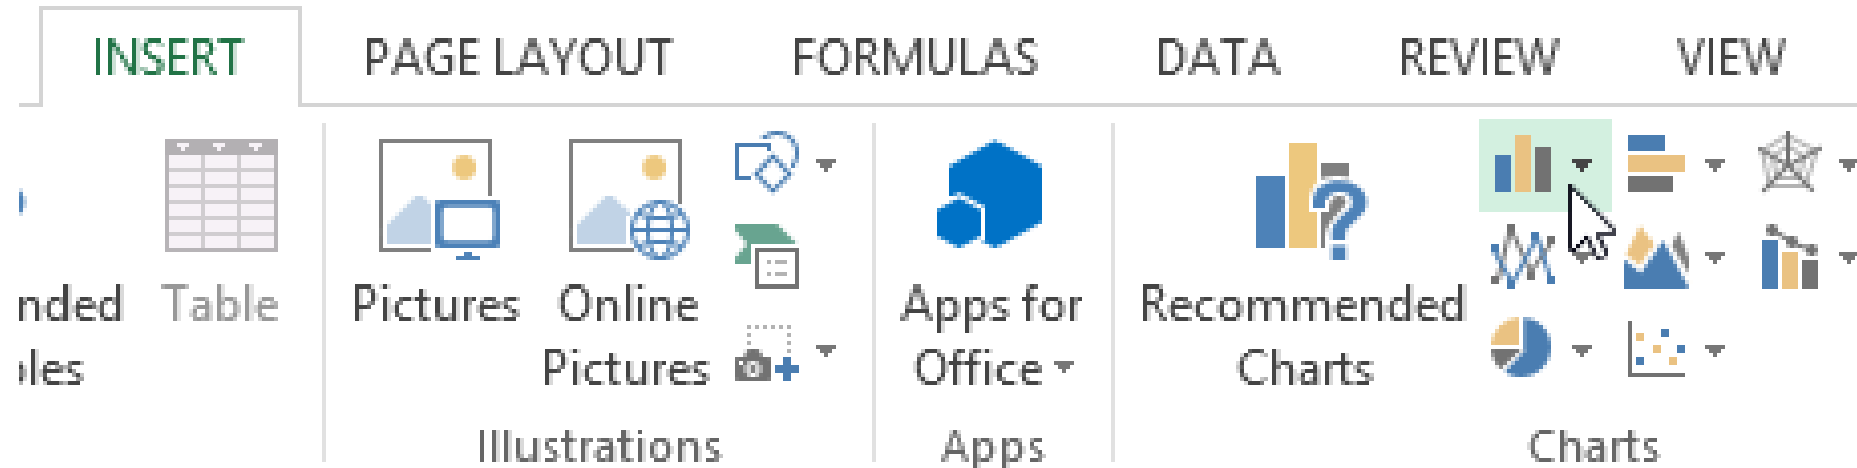 INSERT PAGE LAYOUT FORMULAS DATA REVIEW VIEW
nded
les
Table
Pictures
Online
Pictures
Apps for
Office
Recommended
Charts
Illustrations Apps Charts